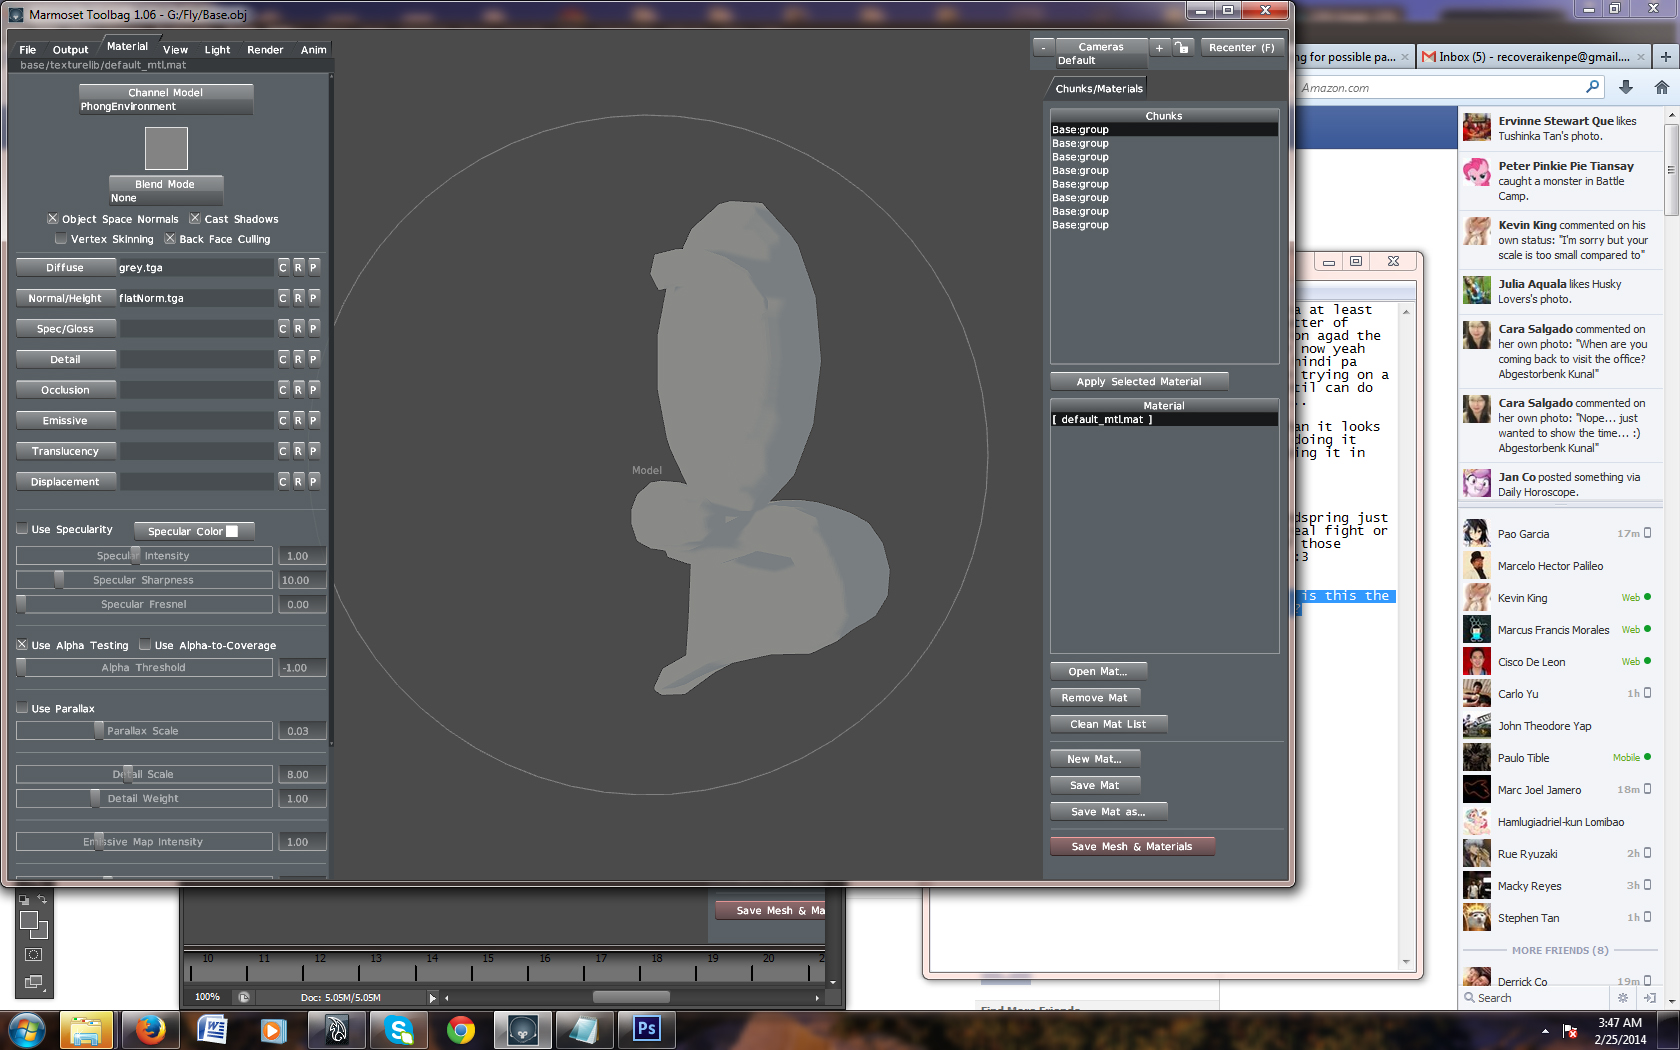 Marmoset Toolbag 1.06 - G:/Fly/Base.obj
File Output Material View Light Render Anim
base/texturelib/default_mtl.mat
Channel Model
PhongEnvironment
Blend Mode
None
Object Space Normals Cast Shadows
Vertex Skinning Back Face Culling
Diffuse grey.tga C R P
Normal/Height flatNorm.tga C R P
Spec/Gloss C R P
Detail C R P
Occlusion C R P
Emissive C R P
Translucency C R P
Displacement C R P
Use Specularity Specular Color
Specular Intensity 1.00
Specular Sharpness 10.00
Specular Fresnel 0.00
Use Alpha Testing Use Alpha-to-Coverage
Alpha Threshold -1.00
Use Parallax
Parallax Scale 0.03
Detail Scale 8.00
Detail Weight 1.00
Emissive Map Intensity 1.00
Model
- Cameras + Recenter (F)
Default
Chunks/Materials
Chunks
Base:group
Base:group
Base:group
Base:group
Base:group
Base:group
Base:group
Base:group
Apply Selected Material
Material
[ default_mtl.mat ]
Open Mat...
Remove Mat
Clean Mat List
New Mat...
Save Mat
Save Mat as...
Save Mesh & Materials
Save Mesh & Ma
10 11 12 13 14 15 16 17 18 19 20 2
100% Doc: 5.05M/5.05M
ng for possible pa... Inbox (5) - recoveraikenpe@gmail....
Amazon.com
a at least
tter of
on agad the
now yeah
hindi pa
trying on a
til can do
..
an it looks
doing it
ng it in
dspring just
eal fight or
those
:3
is this the
?
Find More Friends
Ervinne Stewart Que likes
Tushinka Tan's photo.
Peter Pinkie Pie Tiansay
caught a monster in Battle
Camp.
Kevin King commented on his
own status: "I'm sorry but your
scale is too small compared to"
Julia Aquala likes Husky
Lovers's photo.
Cara Salgado commented on
her own photo: "When are you
coming back to visit the office?
Abgestorbenk Kunal"
Cara Salgado commented on
her own photo: "Nope... just
wanted to show the time... :)
Abgestorbenk Kunal"
Jan Co posted something via
Daily Horoscope.
Pao Garcia 17m
Marcelo Hector Palileo
Kevin King Web
Marcus Francis Morales Web
Cisco De Leon Web
Carlo Yu 1h
John Theodore Yap
Paulo Tible Mobile
Marc Joel Jamero 18m
Hamlugiadriel-kun Lomibao
Rue Ryuzaki 2h
Macky Reyes 3h
Stephen Tan 1h
MORE FRIENDS (8)
Derrick Co 19m
Search
3:47 AM
2/25/2014